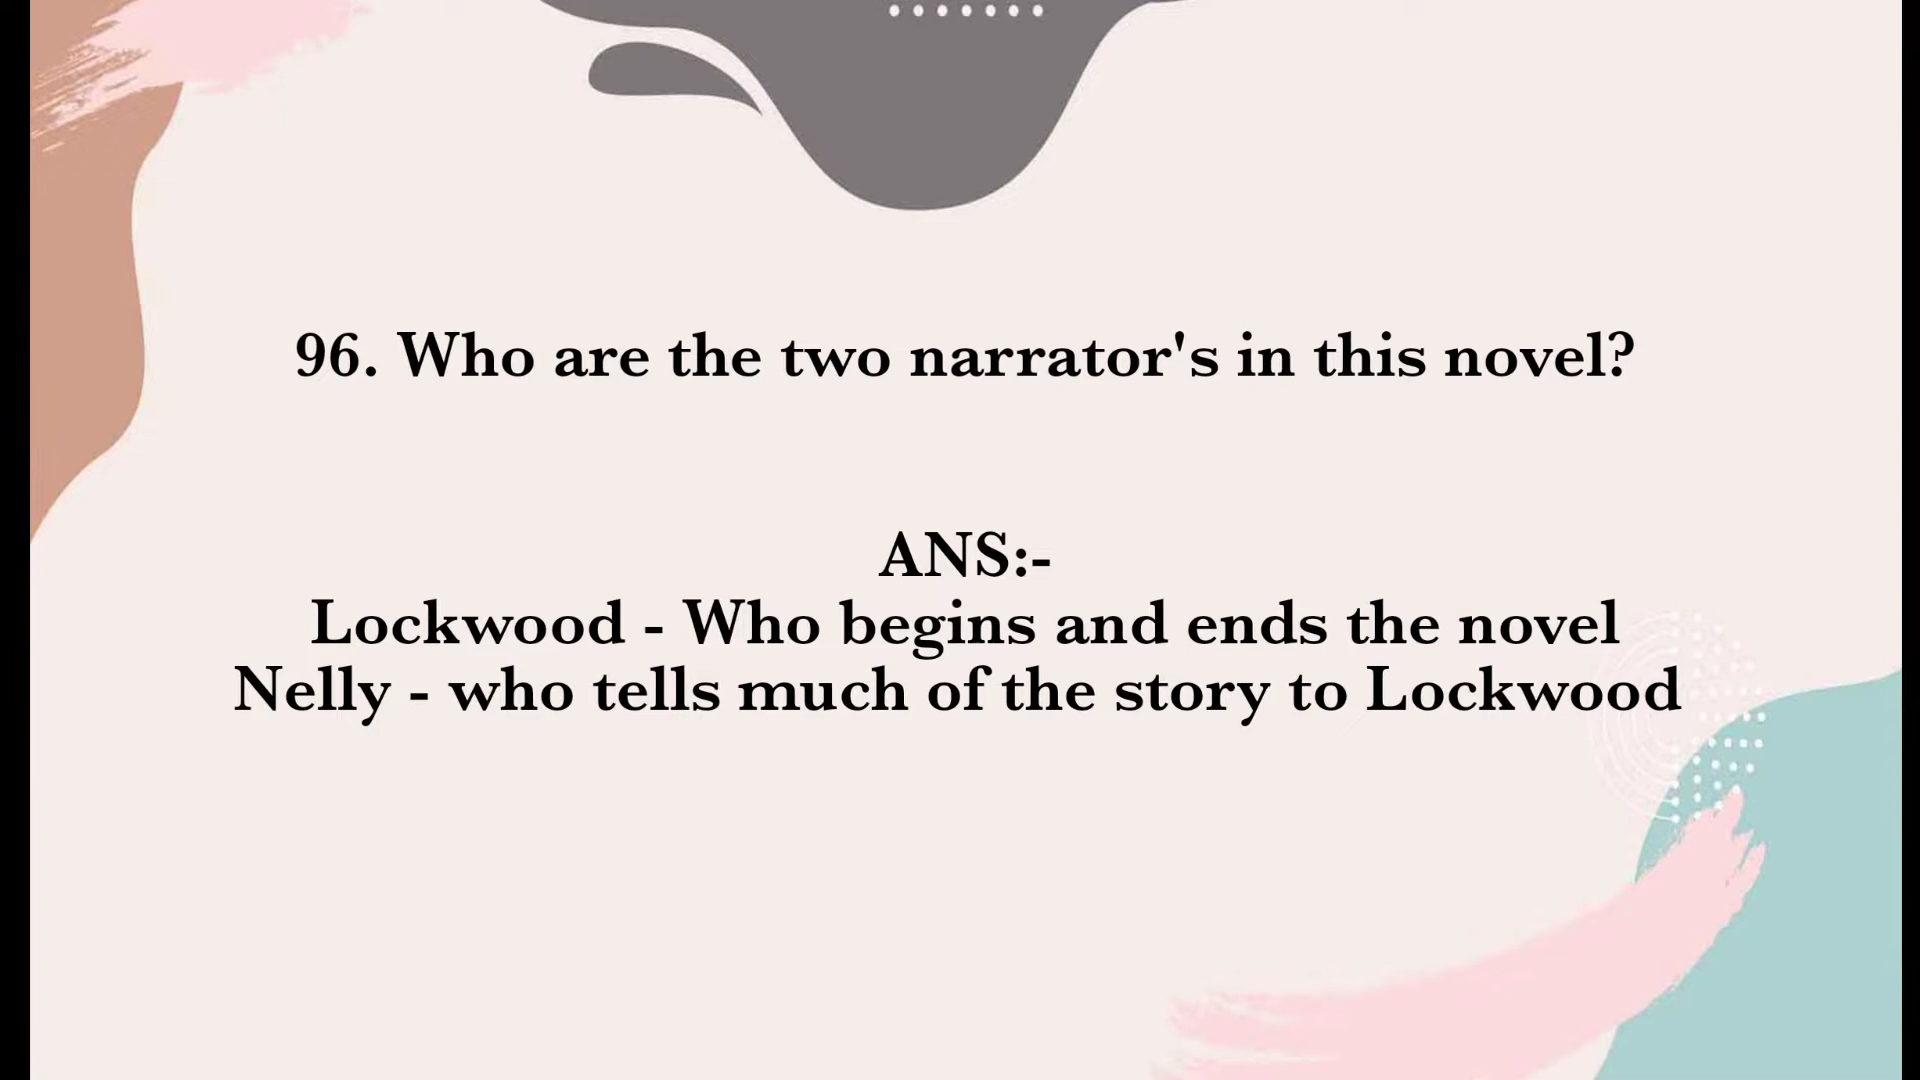 96. Who are the two narrator's in this novel?
ANS:-
Lockwood - Who begins and ends the novel
Nelly - who tells much of the story to Lockwood